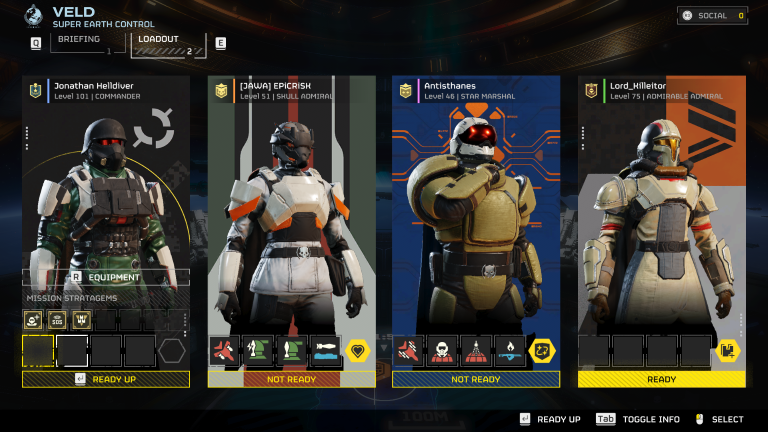 VELD
SUPER EARTH CONTROL
SOCIAL 0
Q BRIEFING 1 LOADOUT 2 E
Jonathan Helldiver
Level 101 | COMMANDER
[JAWA] EPiCRiSK
Level 51 | SKULL ADMIRAL
Antisthanes
Level 46 | STAR MARSHAL
Lord_Killeitor
Level 75 | ADMIRABLE ADMIRAL
R EQUIPMENT
MISSION STRATAGEMS
SOS
READY UP
NOT READY
NOT READY
READY
100M
READY UP Tab TOGGLE INFO SELECT